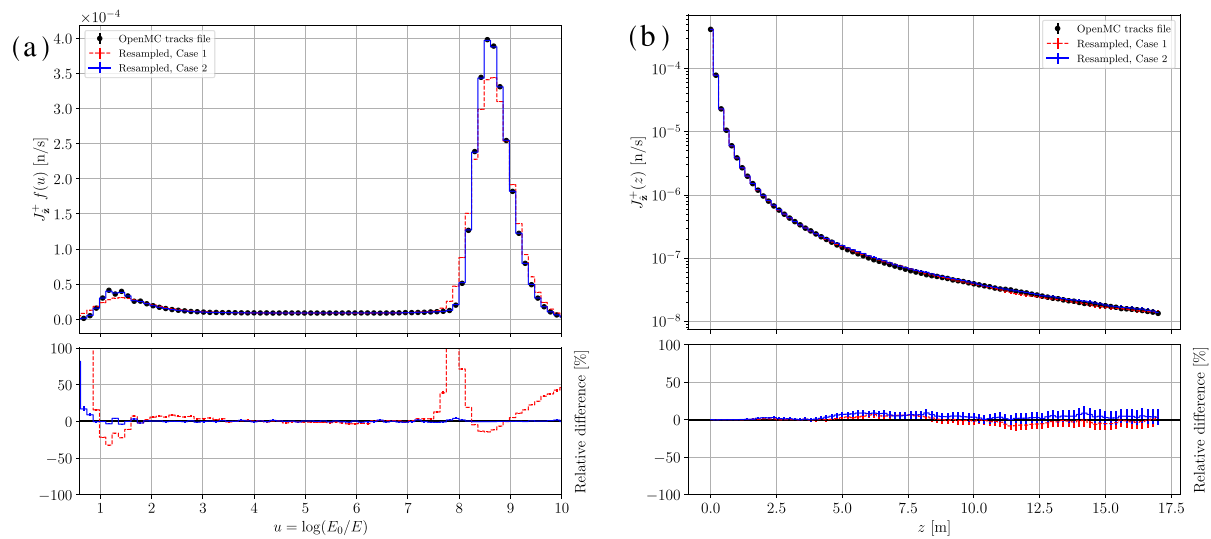 (a)
×10⁻⁴
4.0
3.5
3.0
2.5
2.0
1.5
1.0
0.5
0.0
J⁺_ẑ f(u) [n/s]
OpenMC tracks file
Resampled, Case 1
Resampled, Case 2
100
50
0
−50
−100
Relative difference [%]
1 2 3 4 5 6 7 8 9 10
u = log(E₀/E)
(b)
10⁻⁴
10⁻⁵
10⁻⁶
10⁻⁷
10⁻⁸
J⁺_ẑ(z) [n/s]
OpenMC tracks file
Resampled, Case 1
Resampled, Case 2
100
50
0
−50
−100
Relative difference [%]
0.0 2.5 5.0 7.5 10.0 12.5 15.0 17.5
z [m]